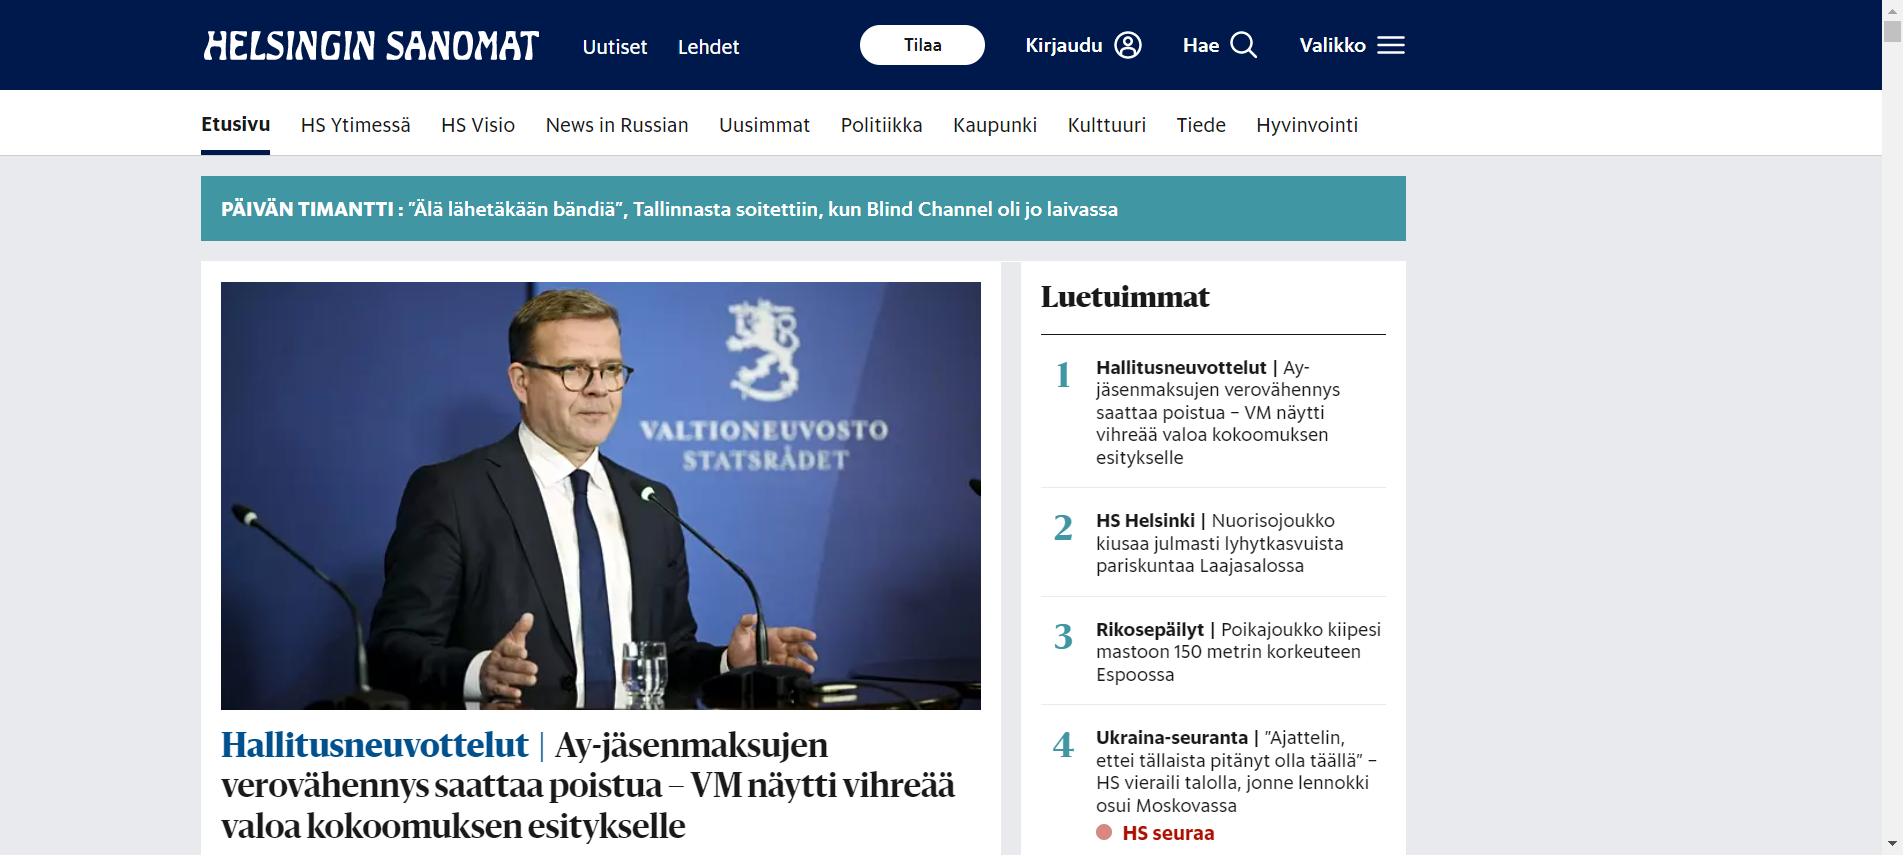 HELSINGIN SANOMAT
Uutiset
Lehdet
Tilaa
Kirjaudu
Hae
Valikko
Etusivu
HS Ytimessä
HS Visio
News in Russian
Uusimmat
Politiikka
Kaupunki
Kulttuuri
Tiede
Hyvinvointi
PÄIVÄN TIMANTTI : ”Älä lähetäkään bändiä”, Tallinnasta soitettiin, kun Blind Channel oli jo laivassa
VALTIONEUVOSTO
STATSRÅDET
Hallitusneuvottelut | Ay-jäsenmaksujen
verovähennys saattaa poistua – VM näytti vihreää
valoa kokoomuksen esitykselle
Luetuimmat
1
Hallitusneuvottelut | Ay-
jäsenmaksujen verovähennys
saattaa poistua – VM näytti
vihreää valoa kokoomuksen
esitykselle
2
HS Helsinki | Nuorisojoukko
kiusaa julmasti lyhytkasvuista
pariskuntaa Laajasalossa
3
Rikosepäilyt | Poikajoukko kiipesi
mastoon 150 metrin korkeuteen
Espoossa
4
Ukraina-seuranta | ”Ajattelin,
ettei tällaista pitänyt olla täällä” –
HS vieraili talolla, jonne lennokki
osui Moskovassa
HS seuraa